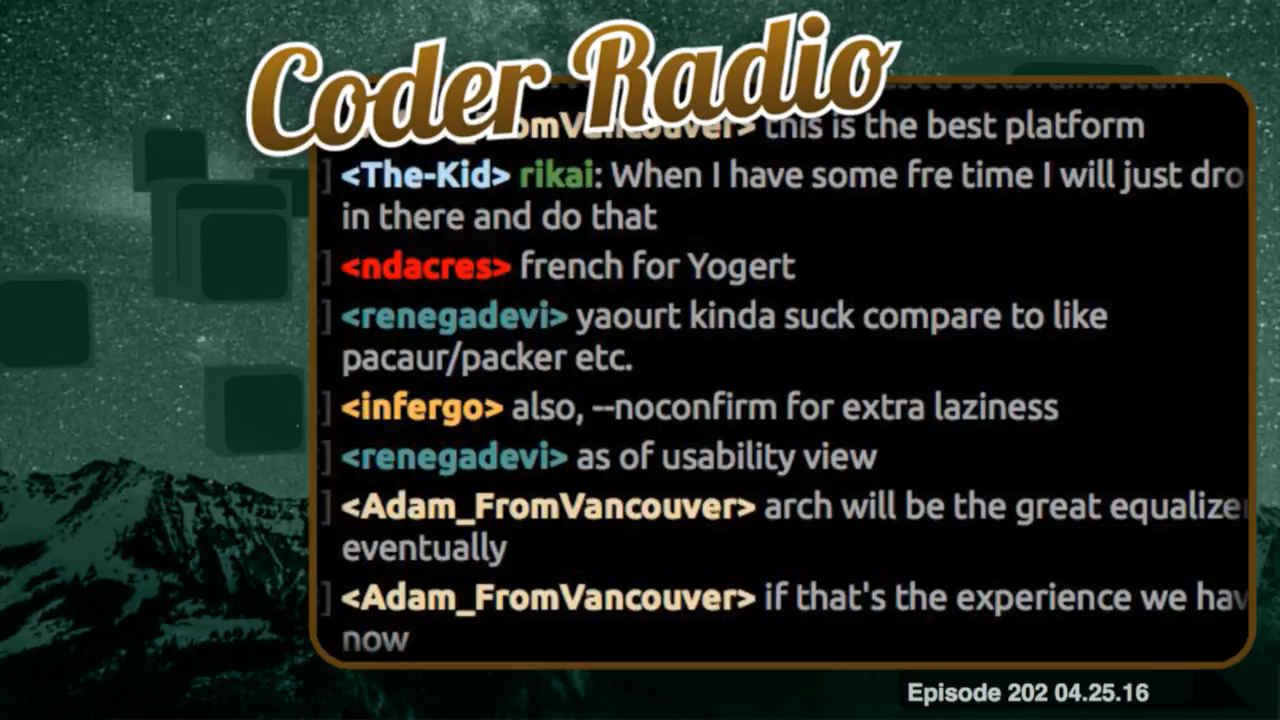 Coder Radio
this is the best platform
<The-Kid> rikai: When I have some fre time I will just dro
in there and do that
<ndacres> french for Yogert
<renegadevi> yaourt kinda suck compare to like
pacaur/packer etc.
<infergo> also, --noconfirm for extra laziness
<renegadevi> as of usability view
<Adam_FromVancouver> arch will be the great equalizer
eventually
<Adam_FromVancouver> if that's the experience we hav
now
Episode 202 04.25.16